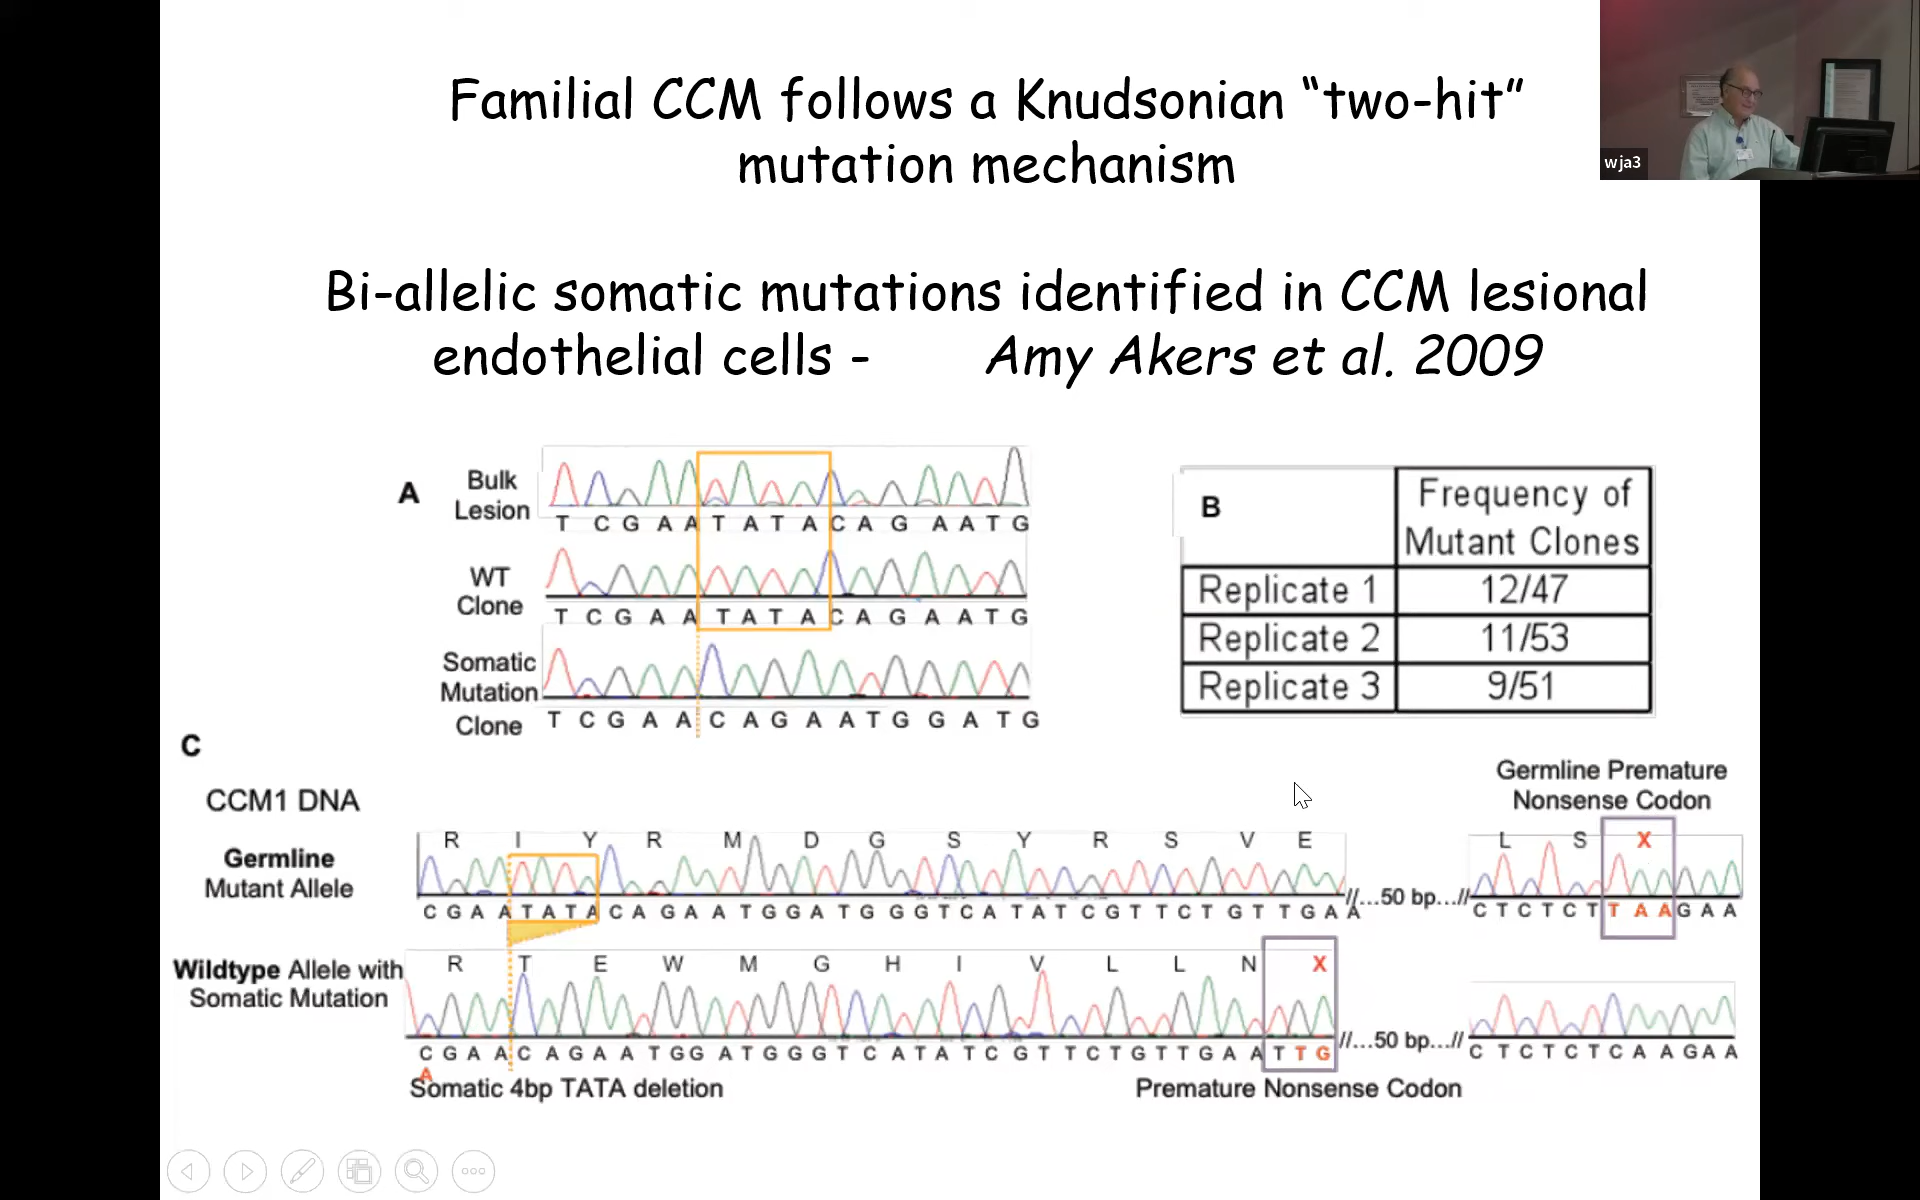 Familial CCM follows a Knudsonian “two-hit”
mutation mechanism
wja3
Bi-allelic somatic mutations identified in CCM lesional
endothelial cells - Amy Akers et al. 2009
A
Bulk
Lesion
T C G A A T A T A C A G A A T G
WT
Clone
T C G A A T A T A C A G A A T G
Somatic
Mutation
Clone
T C G A A C A G A A T G G A T G
B
Frequency of
Mutant Clones
Replicate 1 12/47
Replicate 2 11/53
Replicate 3 9/51
C
CCM1 DNA
Germline Premature
Nonsense Codon
Germline
Mutant Allele
R I Y R M D G S Y R S V E L S X
C G A A T A T A C A G A A T G G A T G G G T C A T A T C G T T C T G T T G A A //...50 bp...// C T C T C T T A A G A A
Wildtype Allele with
Somatic Mutation
R T E W M G H I V L L N X
C G A A C A G A A T G G A T G G G T C A T A T C G T T C T G T T G A A T T G //...50 bp...// C T C T C T C A A G A A
A
Somatic 4bp TATA deletion
Premature Nonsense Codon